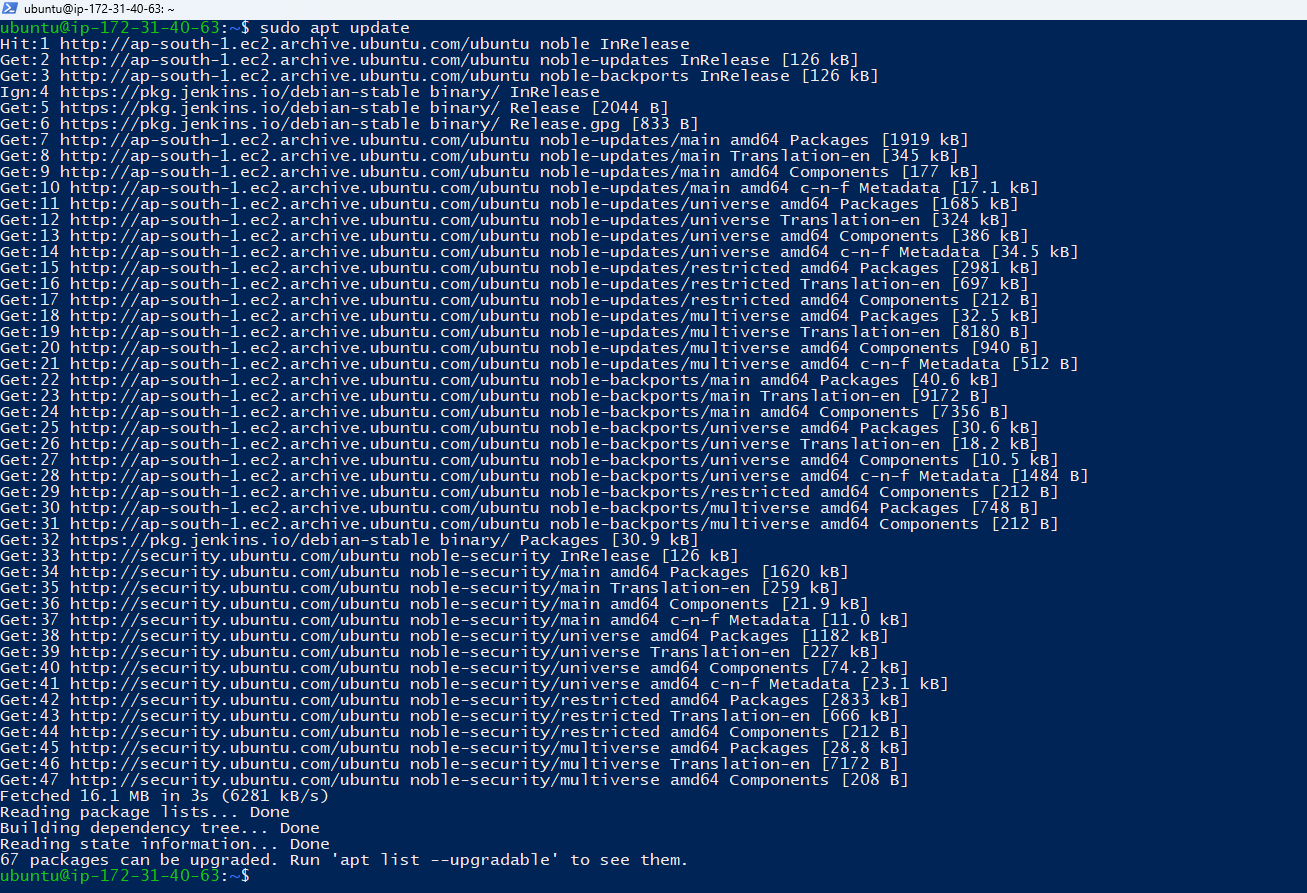 ubuntu@ip-172-31-40-63: ~
ubuntu@ip-172-31-40-63:~$ sudo apt update
Hit:1 http://ap-south-1.ec2.archive.ubuntu.com/ubuntu noble InRelease
Get:2 http://ap-south-1.ec2.archive.ubuntu.com/ubuntu noble-updates InRelease [126 kB]
Get:3 http://ap-south-1.ec2.archive.ubuntu.com/ubuntu noble-backports InRelease [126 kB]
Ign:4 https://pkg.jenkins.io/debian-stable binary/ InRelease
Get:5 https://pkg.jenkins.io/debian-stable binary/ Release [2044 B]
Get:6 https://pkg.jenkins.io/debian-stable binary/ Release.gpg [833 B]
Get:7 http://ap-south-1.ec2.archive.ubuntu.com/ubuntu noble-updates/main amd64 Packages [1919 kB]
Get:8 http://ap-south-1.ec2.archive.ubuntu.com/ubuntu noble-updates/main Translation-en [345 kB]
Get:9 http://ap-south-1.ec2.archive.ubuntu.com/ubuntu noble-updates/main amd64 Components [177 kB]
Get:10 http://ap-south-1.ec2.archive.ubuntu.com/ubuntu noble-updates/main amd64 c-n-f Metadata [17.1 kB]
Get:11 http://ap-south-1.ec2.archive.ubuntu.com/ubuntu noble-updates/universe amd64 Packages [1685 kB]
Get:12 http://ap-south-1.ec2.archive.ubuntu.com/ubuntu noble-updates/universe Translation-en [324 kB]
Get:13 http://ap-south-1.ec2.archive.ubuntu.com/ubuntu noble-updates/universe amd64 Components [386 kB]
Get:14 http://ap-south-1.ec2.archive.ubuntu.com/ubuntu noble-updates/universe amd64 c-n-f Metadata [34.5 kB]
Get:15 http://ap-south-1.ec2.archive.ubuntu.com/ubuntu noble-updates/restricted amd64 Packages [2981 kB]
Get:16 http://ap-south-1.ec2.archive.ubuntu.com/ubuntu noble-updates/restricted Translation-en [697 kB]
Get:17 http://ap-south-1.ec2.archive.ubuntu.com/ubuntu noble-updates/restricted amd64 Components [212 B]
Get:18 http://ap-south-1.ec2.archive.ubuntu.com/ubuntu noble-updates/multiverse amd64 Packages [32.5 kB]
Get:19 http://ap-south-1.ec2.archive.ubuntu.com/ubuntu noble-updates/multiverse Translation-en [8180 B]
Get:20 http://ap-south-1.ec2.archive.ubuntu.com/ubuntu noble-updates/multiverse amd64 Components [940 B]
Get:21 http://ap-south-1.ec2.archive.ubuntu.com/ubuntu noble-updates/multiverse amd64 c-n-f Metadata [512 B]
Get:22 http://ap-south-1.ec2.archive.ubuntu.com/ubuntu noble-backports/main amd64 Packages [40.6 kB]
Get:23 http://ap-south-1.ec2.archive.ubuntu.com/ubuntu noble-backports/main Translation-en [9172 B]
Get:24 http://ap-south-1.ec2.archive.ubuntu.com/ubuntu noble-backports/main amd64 Components [7356 B]
Get:25 http://ap-south-1.ec2.archive.ubuntu.com/ubuntu noble-backports/universe amd64 Packages [30.6 kB]
Get:26 http://ap-south-1.ec2.archive.ubuntu.com/ubuntu noble-backports/universe Translation-en [18.2 kB]
Get:27 http://ap-south-1.ec2.archive.ubuntu.com/ubuntu noble-backports/universe amd64 Components [10.5 kB]
Get:28 http://ap-south-1.ec2.archive.ubuntu.com/ubuntu noble-backports/universe amd64 c-n-f Metadata [1484 B]
Get:29 http://ap-south-1.ec2.archive.ubuntu.com/ubuntu noble-backports/restricted amd64 Components [212 B]
Get:30 http://ap-south-1.ec2.archive.ubuntu.com/ubuntu noble-backports/multiverse amd64 Packages [748 B]
Get:31 http://ap-south-1.ec2.archive.ubuntu.com/ubuntu noble-backports/multiverse amd64 Components [212 B]
Get:32 https://pkg.jenkins.io/debian-stable binary/ Packages [30.9 kB]
Get:33 http://security.ubuntu.com/ubuntu noble-security InRelease [126 kB]
Get:34 http://security.ubuntu.com/ubuntu noble-security/main amd64 Packages [1620 kB]
Get:35 http://security.ubuntu.com/ubuntu noble-security/main Translation-en [259 kB]
Get:36 http://security.ubuntu.com/ubuntu noble-security/main amd64 Components [21.9 kB]
Get:37 http://security.ubuntu.com/ubuntu noble-security/main amd64 c-n-f Metadata [11.0 kB]
Get:38 http://security.ubuntu.com/ubuntu noble-security/universe amd64 Packages [1182 kB]
Get:39 http://security.ubuntu.com/ubuntu noble-security/universe Translation-en [227 kB]
Get:40 http://security.ubuntu.com/ubuntu noble-security/universe amd64 Components [74.2 kB]
Get:41 http://security.ubuntu.com/ubuntu noble-security/universe amd64 c-n-f Metadata [23.1 kB]
Get:42 http://security.ubuntu.com/ubuntu noble-security/restricted amd64 Packages [2833 kB]
Get:43 http://security.ubuntu.com/ubuntu noble-security/restricted Translation-en [666 kB]
Get:44 http://security.ubuntu.com/ubuntu noble-security/restricted amd64 Components [212 B]
Get:45 http://security.ubuntu.com/ubuntu noble-security/multiverse amd64 Packages [28.8 kB]
Get:46 http://security.ubuntu.com/ubuntu noble-security/multiverse Translation-en [7172 B]
Get:47 http://security.ubuntu.com/ubuntu noble-security/multiverse amd64 Components [208 B]
Fetched 16.1 MB in 3s (6281 kB/s)
Reading package lists... Done
Building dependency tree... Done
Reading state information... Done
67 packages can be upgraded. Run 'apt list --upgradable' to see them.
ubuntu@ip-172-31-40-63:~$